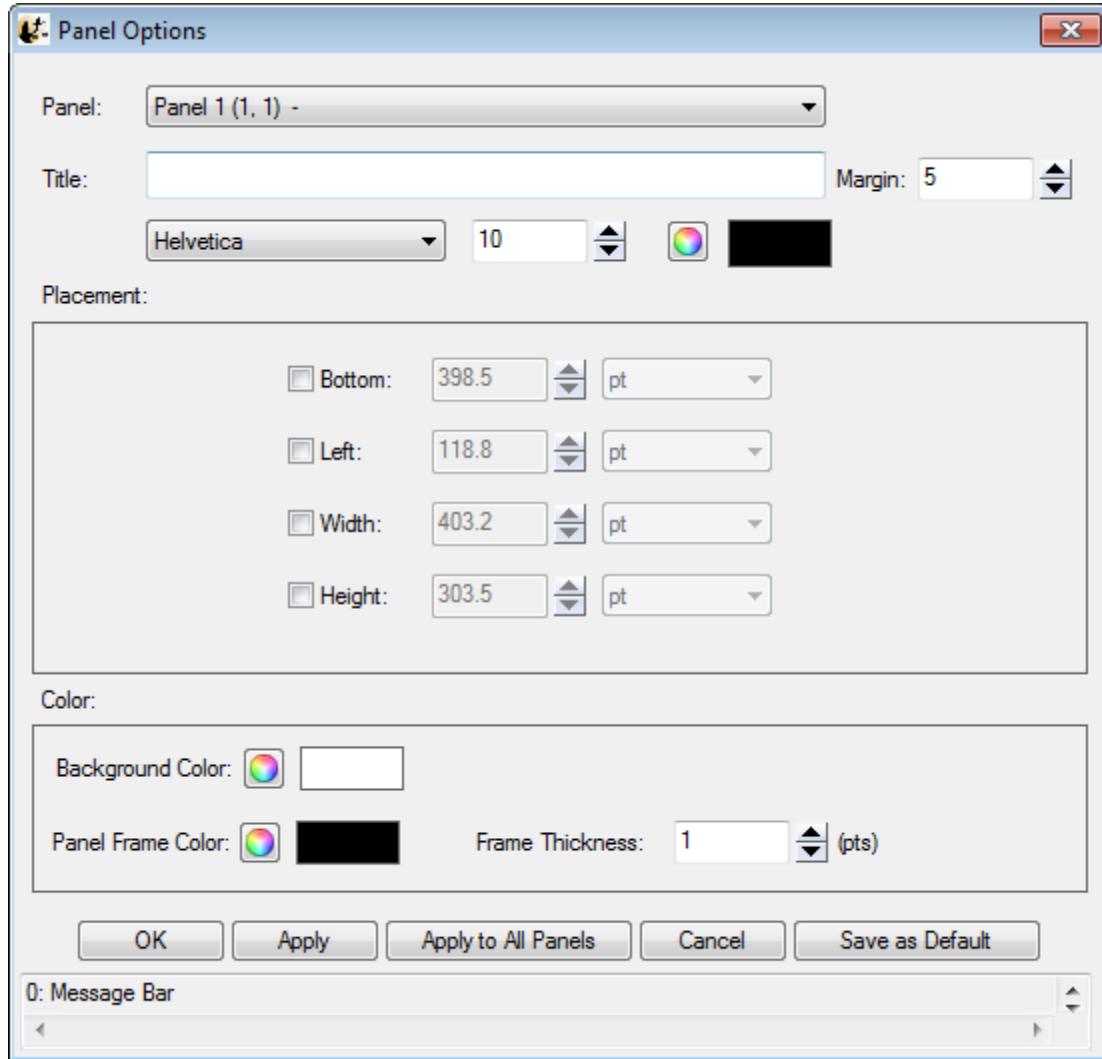 Panel Options
Panel: Panel 1 (1, 1) -
Title: Margin: 5
Helvetica 10
Placement:
Bottom: 398.5 pt
Left: 118.8 pt
Width: 403.2 pt
Height: 303.5 pt
Color:
Background Color:
Panel Frame Color: Frame Thickness: 1 (pts)
OK Apply Apply to All Panels Cancel Save as Default
0: Message Bar